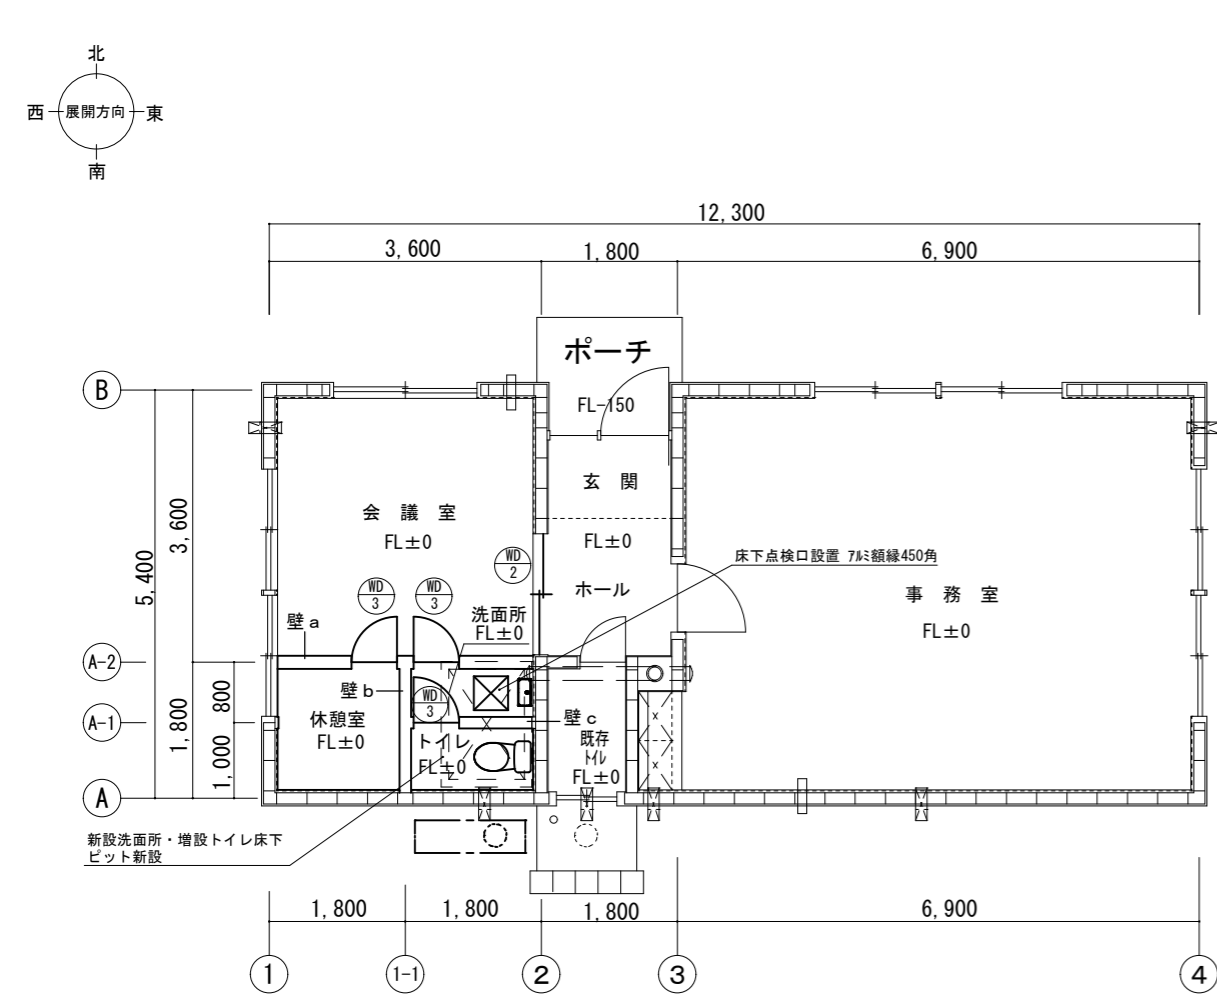 北
西 展開方向 東
南
12,300
3,600 1,800 6,900
ポーチ
B
FL-150
玄 関
会 議 室
FL±0
FL±0
3,600
5,400
WD
2
床下点検口設置 ｱﾙﾐ額縁450角
ホール
事 務 室
FL±0
WD
3
WD
3
洗面所
FL±0
壁a
A-2
800
壁b
WD
3
1,800
A-1
休憩室
FL±0
壁c
トイレ
FL±0
既存
ﾄｲﾚ
FL±0
1,000
A
新設洗面所・増設トイレ床下
ピット新設
1,800 1,800 1,800 6,900
1 1-1 2 3 4